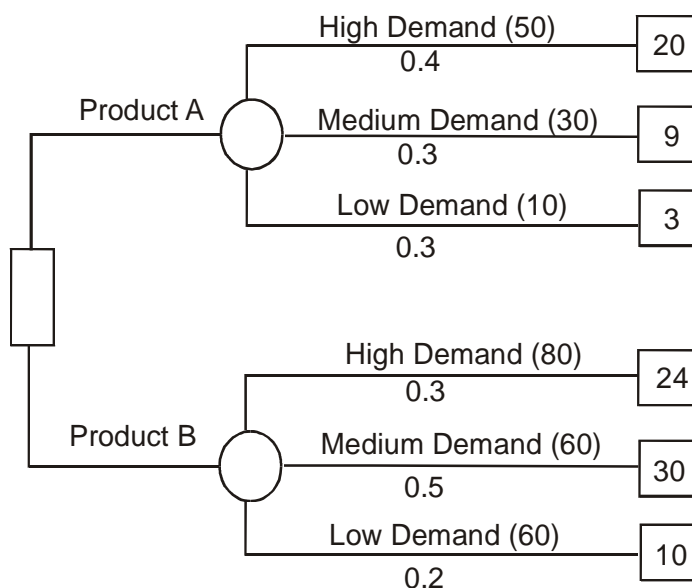 High Demand (50)
0.4
20
Product A
Medium Demand (30)
0.3
9
Low Demand (10)
0.3
3
High Demand (80)
0.3
24
Product B
Medium Demand (60)
0.5
30
Low Demand (60)
0.2
10